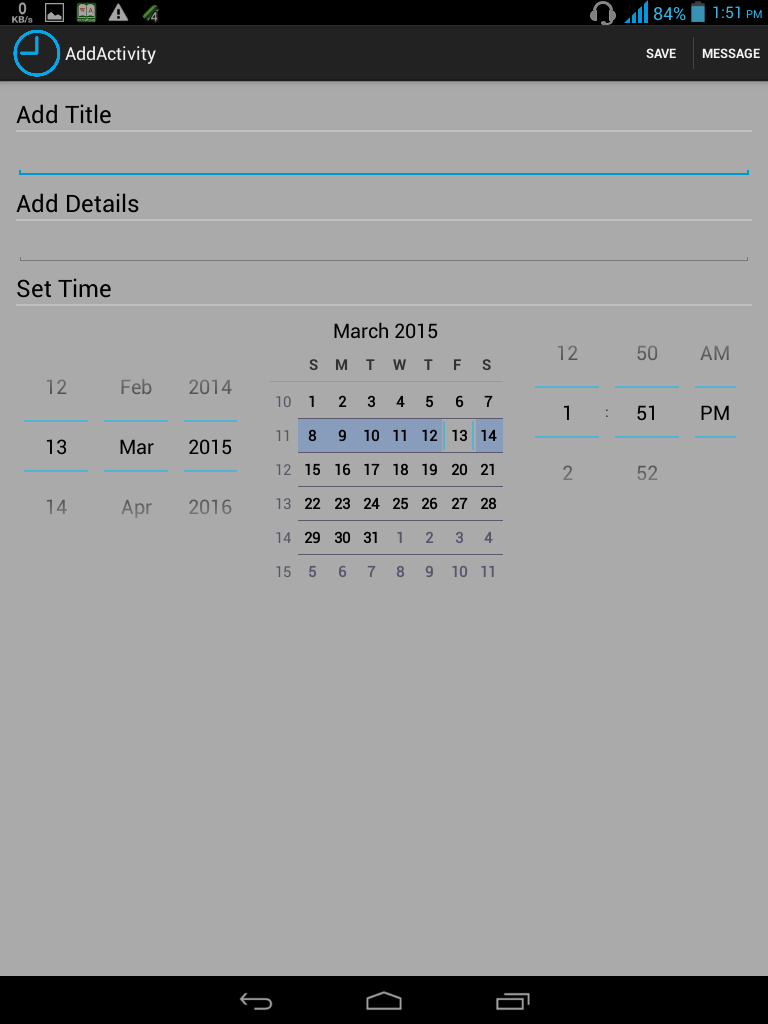 0 KB/s 4 84% 1:51 PM
AddActivity SAVE MESSAGE
Add Title
Add Details
Set Time
12 Feb 2014
13 Mar 2015
14 Apr 2016
March 2015
S M T W T F S
10 1 2 3 4 5 6 7
11 8 9 10 11 12 13 14
12 15 16 17 18 19 20 21
13 22 23 24 25 26 27 28
14 29 30 31 1 2 3 4
15 5 6 7 8 9 10 11
12 50 AM
1 : 51 PM
2 52